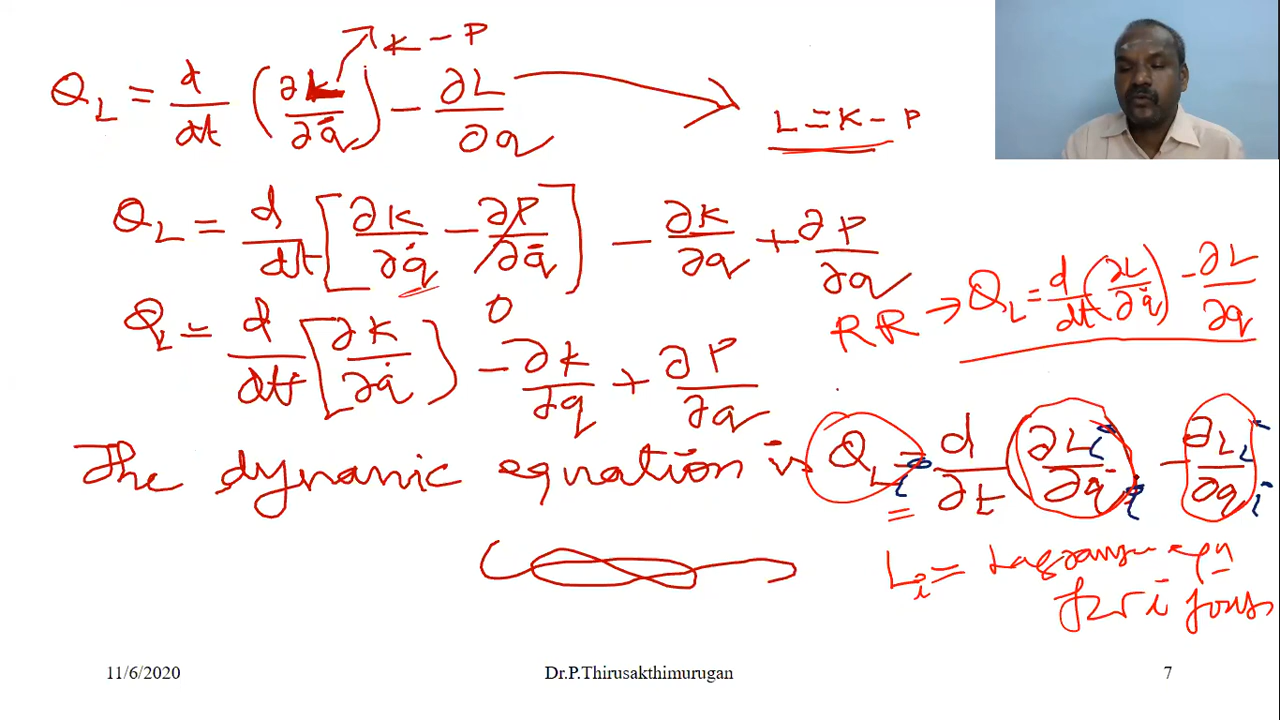 K - P
Q_L = d/dt (∂K/∂q̇) - ∂L/∂q
L = K - P
Q_L = d/dt [∂K/∂q̇ - ∂P/∂q̇] - ∂K/∂q + ∂P/∂q
0
RR → Q_L = d/dt (∂L/∂q̇) - ∂L/∂q
Q_L = d/dt [∂K/∂q̇) - ∂K/∂q + ∂P/∂q
The dynamic equation is Q_Li = d/∂t ∂L_i/∂q̇_i - ∂L_i/∂q_i
L_i = Lagrange eqn
for i joints
11/6/2020
Dr.P.Thirusakthimurugan
7